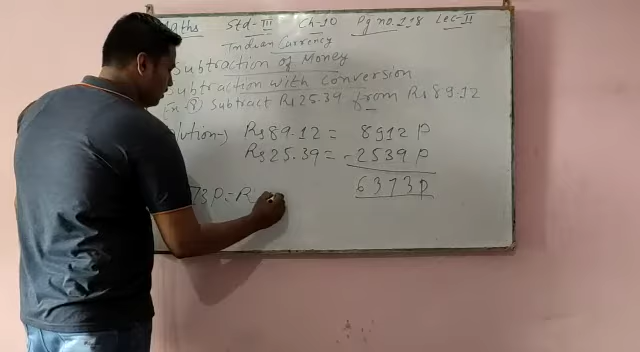 Maths Std-III Ch-10 Pg no. 128 Lec-II
Indian Currency
Subtraction of Money
Subtraction with Conversion
Ex-⑧ Subtract Rs 25.39 from Rs 89.12
Solution-> Rs 89.12 = 8912 P
Rs 25.39 = - 2539 P
6373 P
73 P = R